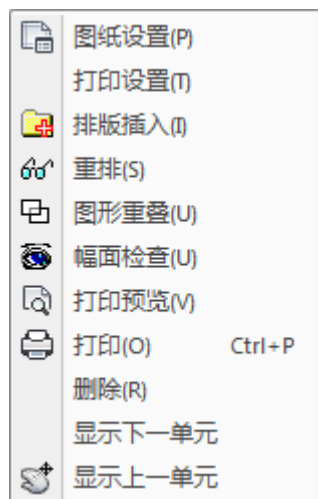 图纸设置(P)
打印设置(T)
排版插入(I)
重排(S)
图形重叠(U)
幅面检查(U)
打印预览(V)
打印(O) Ctrl+P
删除(R)
显示下一单元
显示上一单元